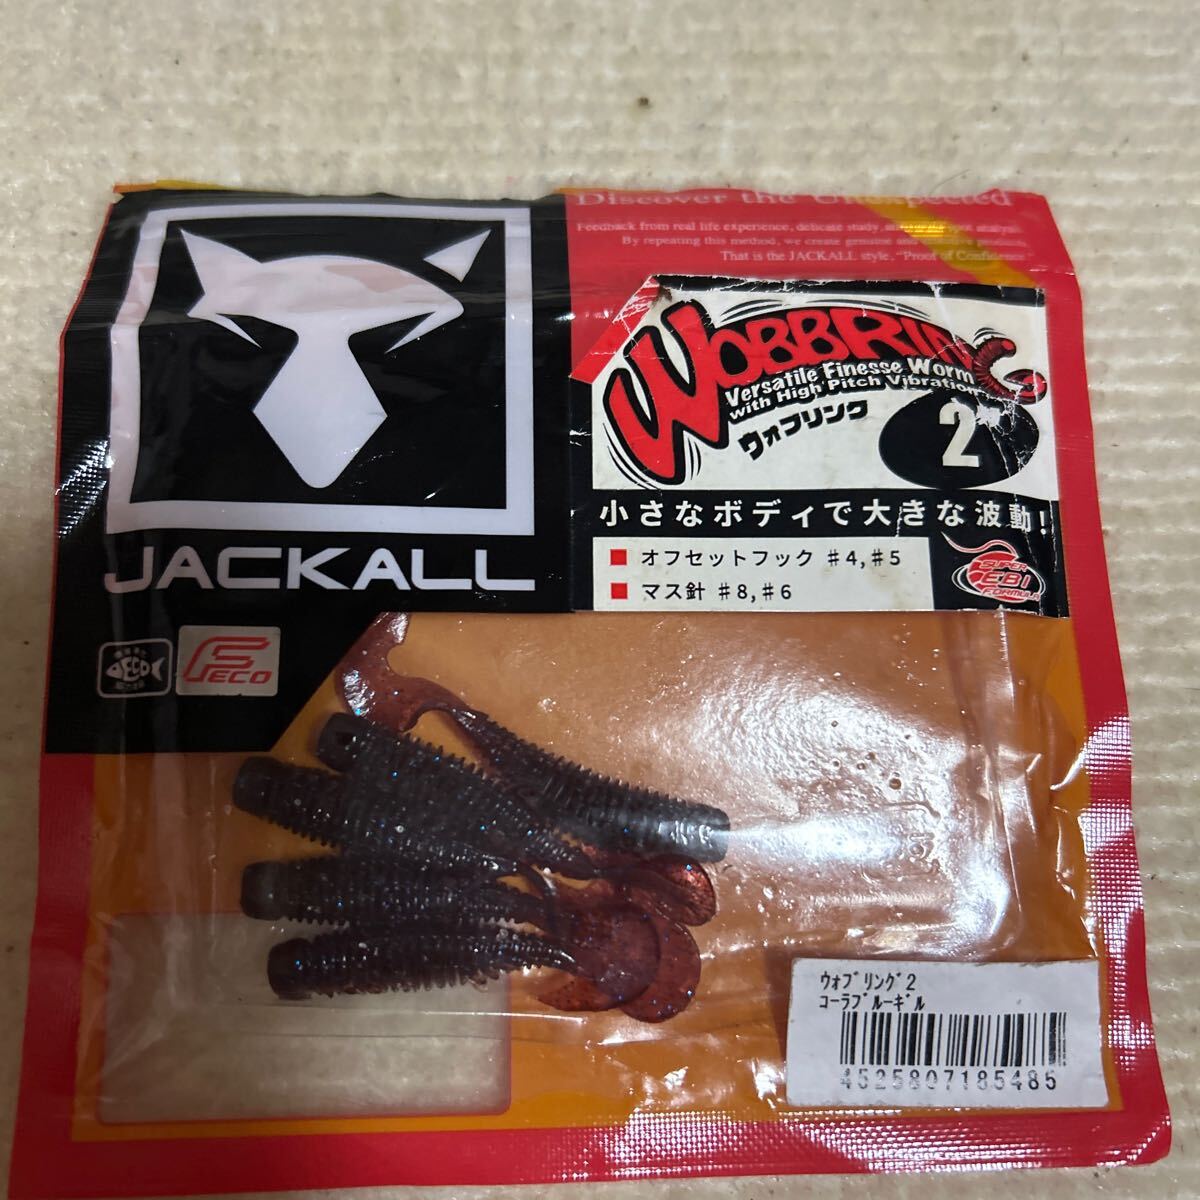 Discover the Unexpected
Feedback from real life experience, delicate study, analysis.
By repeating this method, we create genuine
That is the JACKALL style, "Proof of Confidence"
WOBBRING
Versatile Finesse Worm
with High Pitch Vibration
ウォブリング
2
小さなボディで大きな波動!
■ オフセットフック #4,#5
■ マス針 #8,#6
SUPER
EBI
FORMULA
JACKALL
ECO
FECO
ｳｫﾌﾞﾘﾝｸﾞ2
ｺｰﾗﾌﾞﾙｰｷﾞﾙ
4525807185485